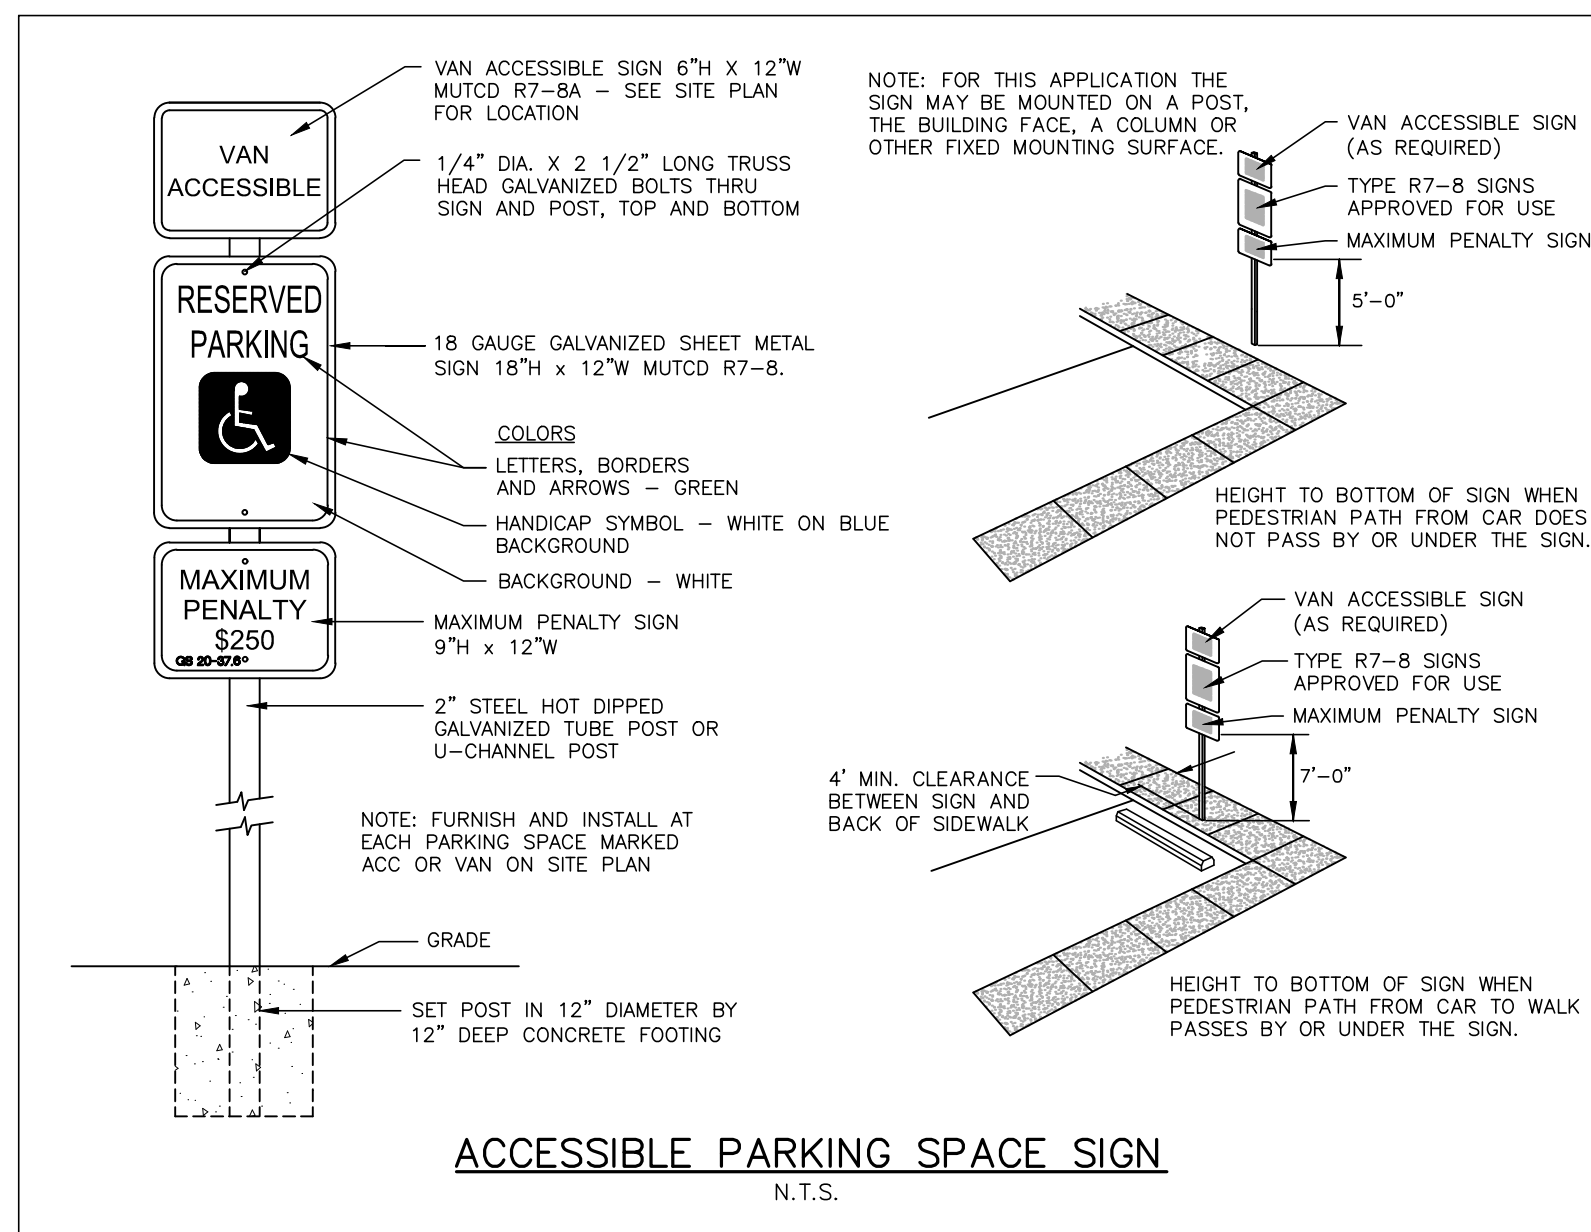 VAN ACCESSIBLE SIGN 6”H X 12”W
MUTCD R7–8A – SEE SITE PLAN
FOR LOCATION
VAN
ACCESSIBLE
1/4” DIA. X 2 1/2” LONG TRUSS
HEAD GALVANIZED BOLTS THRU
SIGN AND POST, TOP AND BOTTOM
RESERVED
PARKING
18 GAUGE GALVANIZED SHEET METAL
SIGN 18”H x 12”W MUTCD R7–8.
COLORS
LETTERS, BORDERS
AND ARROWS – GREEN
HANDICAP SYMBOL – WHITE ON BLUE
BACKGROUND
BACKGROUND – WHITE
MAXIMUM
PENALTY
$250
GS 20-37.6
MAXIMUM PENALTY SIGN
9”H x 12”W
2” STEEL HOT DIPPED
GALVANIZED TUBE POST OR
U–CHANNEL POST
NOTE: FURNISH AND INSTALL AT
EACH PARKING SPACE MARKED
ACC OR VAN ON SITE PLAN
GRADE
SET POST IN 12” DIAMETER BY
12” DEEP CONCRETE FOOTING
NOTE: FOR THIS APPLICATION THE
SIGN MAY BE MOUNTED ON A POST,
THE BUILDING FACE, A COLUMN OR
OTHER FIXED MOUNTING SURFACE.
VAN ACCESSIBLE SIGN
(AS REQUIRED)
TYPE R7–8 SIGNS
APPROVED FOR USE
MAXIMUM PENALTY SIGN
5’–0”
HEIGHT TO BOTTOM OF SIGN WHEN
PEDESTRIAN PATH FROM CAR DOES
NOT PASS BY OR UNDER THE SIGN.
VAN ACCESSIBLE SIGN
(AS REQUIRED)
TYPE R7–8 SIGNS
APPROVED FOR USE
MAXIMUM PENALTY SIGN
7’–0”
4’ MIN. CLEARANCE
BETWEEN SIGN AND
BACK OF SIDEWALK
HEIGHT TO BOTTOM OF SIGN WHEN
PEDESTRIAN PATH FROM CAR TO WALK
PASSES BY OR UNDER THE SIGN.
ACCESSIBLE PARKING SPACE SIGN
N.T.S.